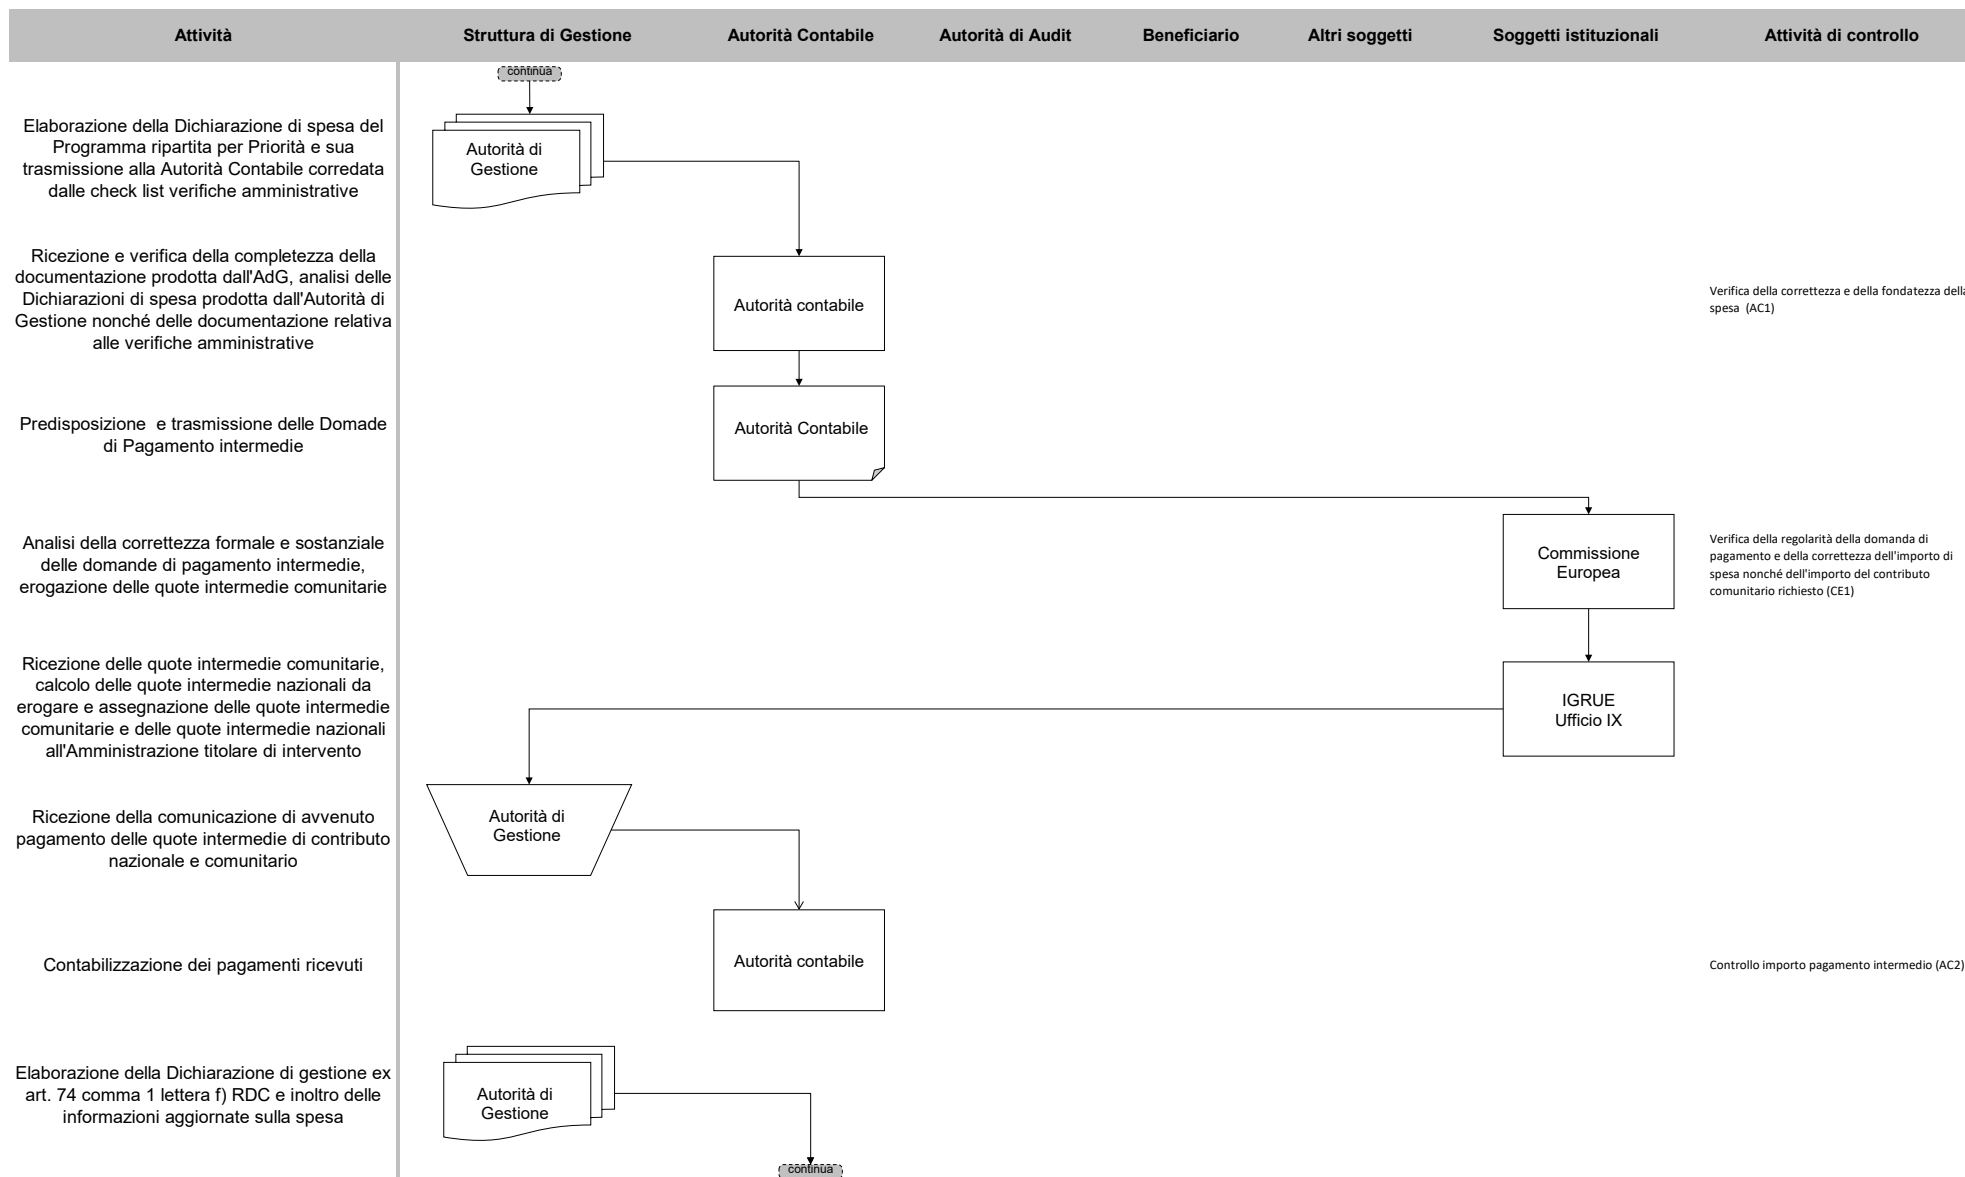 Attività
Struttura di Gestione
Autorità Contabile
Autorità di Audit
Beneficiario
Altri soggetti
Soggetti istituzionali
Attività di controllo
continua
Elaborazione della Dichiarazione di spesa del
Programma ripartita per Priorità e sua
trasmissione alla Autorità Contabile corredata
dalle check list verifiche amministrative
Autorità di
Gestione
Ricezione e verifica della completezza della
documentazione prodotta dall'AdG, analisi delle
Dichiarazioni di spesa prodotta dall'Autorità di
Gestione nonché delle documentazione relativa
alle verifiche amministrative
Autorità contabile
Verifica della correttezza e della fondatezza della
spesa (AC1)
Predisposizione e trasmissione delle Domade
di Pagamento intermedie
Autorità Contabile
Analisi della correttezza formale e sostanziale
delle domande di pagamento intermedie,
erogazione delle quote intermedie comunitarie
Commissione
Europea
Verifica della regolarità della domanda di
pagamento e della correttezza dell'importo di
spesa nonché dell'importo del contributo
comunitario richiesto (CE1)
Ricezione delle quote intermedie comunitarie,
calcolo delle quote intermedie nazionali da
erogare e assegnazione delle quote intermedie
comunitarie e delle quote intermedie nazionali
all'Amministrazione titolare di intervento
IGRUE
Ufficio IX
Ricezione della comunicazione di avvenuto
pagamento delle quote intermedie di contributo
nazionale e comunitario
Autorità di
Gestione
Contabilizzazione dei pagamenti ricevuti
Autorità contabile
Controllo importo pagamento intermedio (AC2)
Elaborazione della Dichiarazione di gestione ex
art. 74 comma 1 lettera f) RDC e inoltro delle
informazioni aggiornate sulla spesa
Autorità di
Gestione
continua